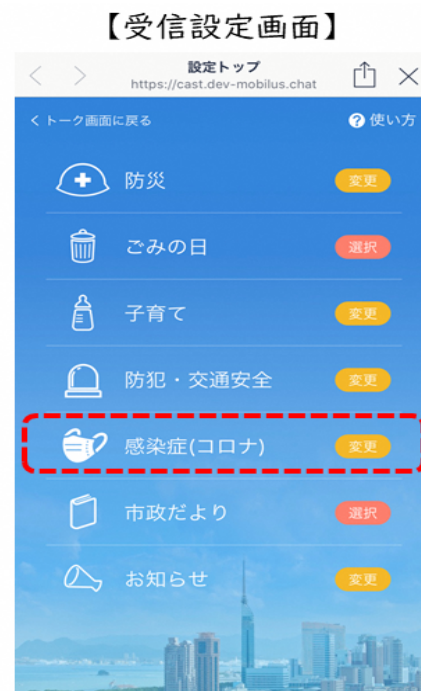 【受信設定画面】
設定トップ
https://cast.dev-mobilus.chat
トーク画面に戻る
? 使い方
防災 変更
ごみの日 選択
子育て 変更
防犯・交通安全 変更
感染症(コロナ) 変更
市政だより 選択
お知らせ 変更